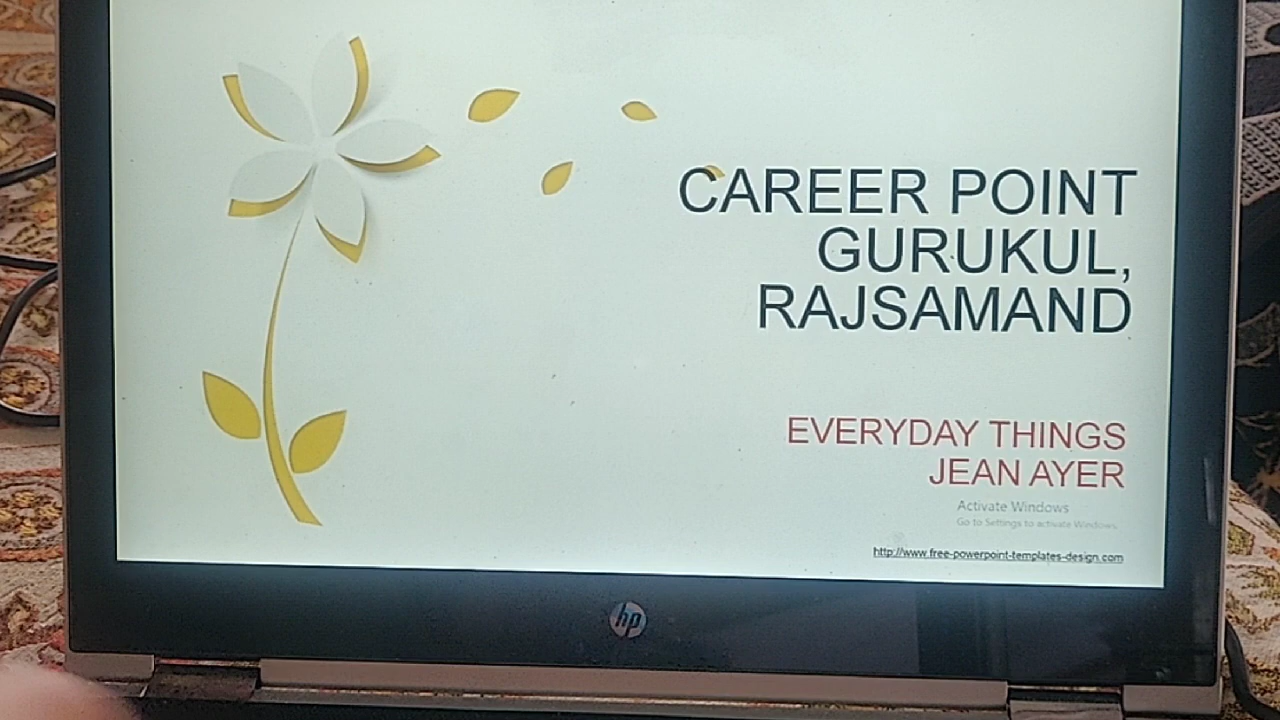 CAREER POINT
GURUKUL,
RAJSAMAND
EVERYDAY THINGS
JEAN AYER
Activate Windows
Go to Settings to activate Windows.
http://www.free-powerpoint-templates-design.com
hp